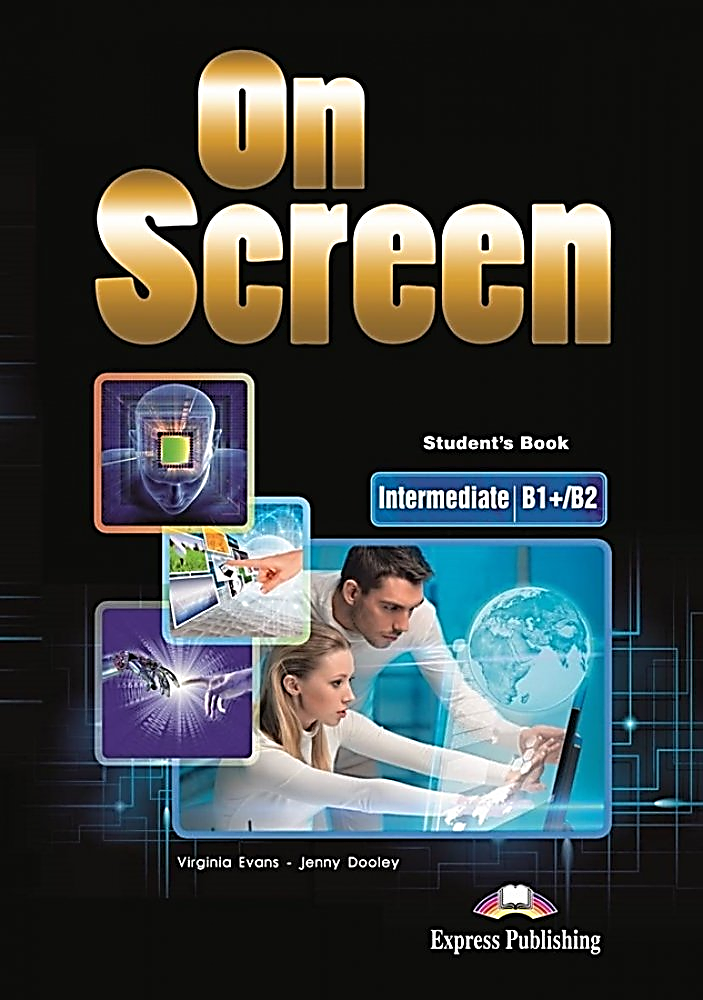 On
Screen
Student's Book
Intermediate | B1+/B2
Virginia Evans - Jenny Dooley
Express Publishing